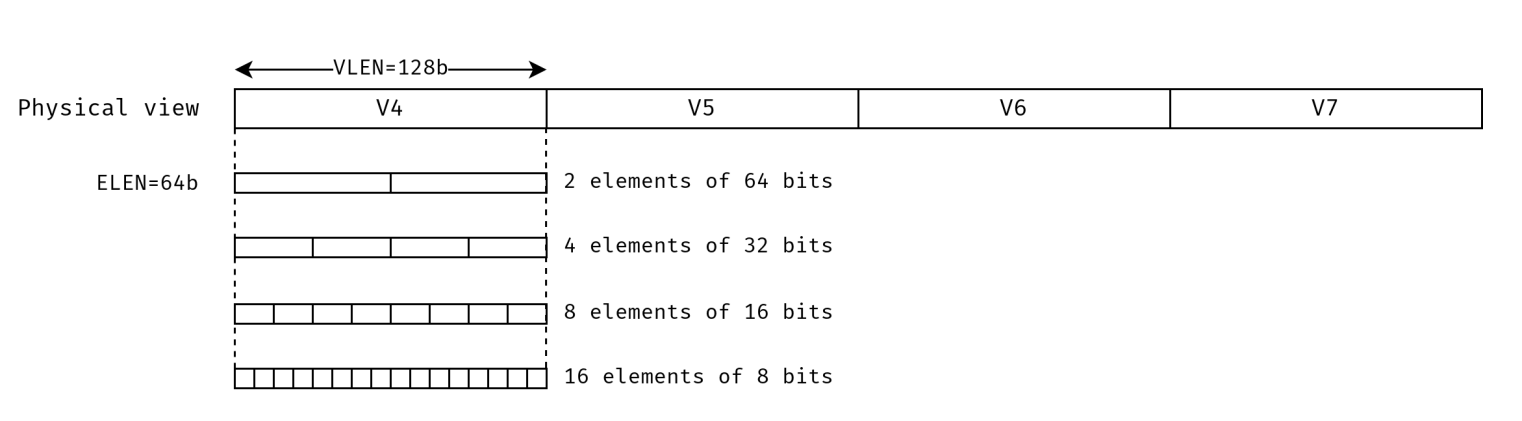 VLEN=128b
Physical view V4 V5 V6 V7
ELEN=64b 2 elements of 64 bits
4 elements of 32 bits
8 elements of 16 bits
16 elements of 8 bits